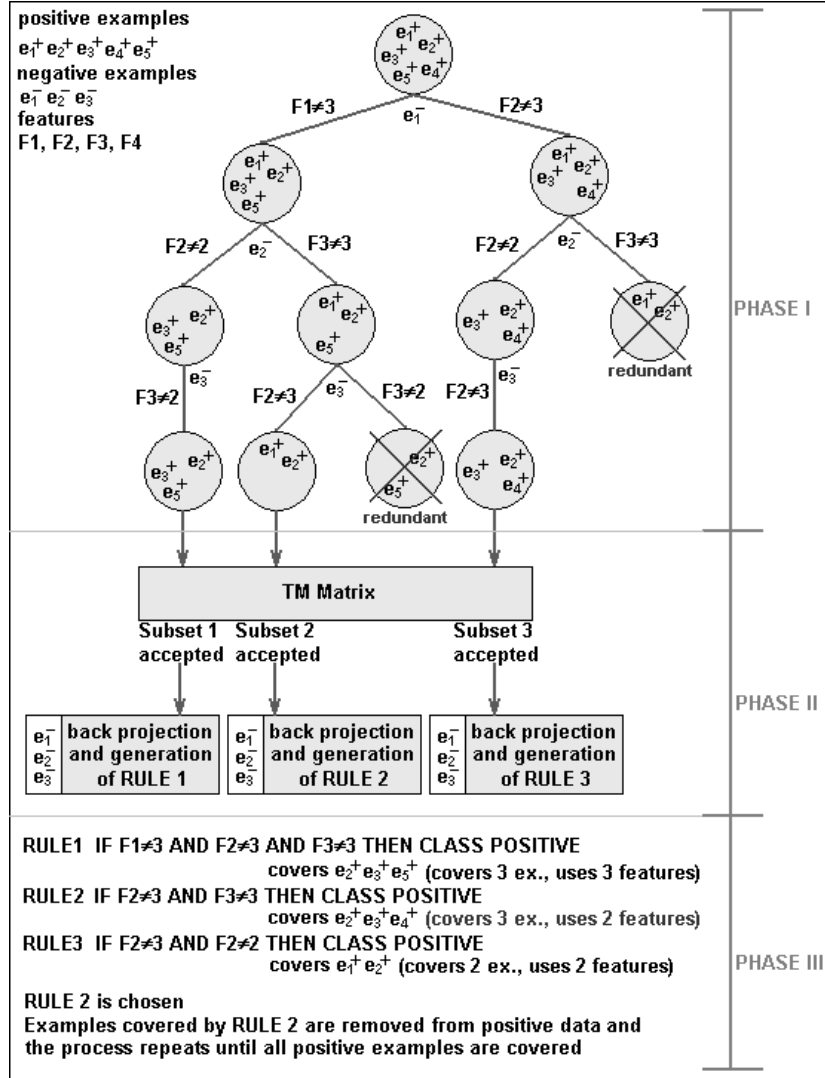 positive examples
e₁⁺ e₂⁺ e₃⁺ e₄⁺ e₅⁺
negative examples
e₁⁻ e₂⁻ e₃⁻
features
F1, F2, F3, F4
e₁⁺
e₃⁺ e₂⁺
e₅⁺ e₄⁺
F1≠3 e₁⁻ F2≠3
e₁⁺
e₃⁺ e₂⁺
e₅⁺
e₁⁺
e₃⁺ e₂⁺
e₄⁺
F2≠2 e₂⁻ F3≠3
F2≠2 e₂⁻ F3≠3
e₃⁺ e₂⁺
e₅⁺
e₁⁺
e₂⁺
e₅⁺
e₃⁺ e₂⁺
e₄⁺
e₁⁺
e₂⁺
redundant
PHASE I
F3≠2 e₃⁻
F2≠3 e₃⁻ F3≠2
F2≠3 e₃⁻
e₃⁺ e₂⁺
e₅⁺
e₁⁺
e₂⁺
e₂⁺
e₅⁺
redundant
e₃⁺ e₂⁺
e₄⁺
TM Matrix
Subset 1 accepted
Subset 2 accepted
Subset 3 accepted
PHASE II
e₁⁻ back projection
e₂⁻ and generation
e₃⁻ of RULE 1
e₁⁻ back projection
e₂⁻ and generation
e₃⁻ of RULE 2
e₁⁻ back projection
e₂⁻ and generation
e₃⁻ of RULE 3
RULE1 IF F1≠3 AND F2≠3 AND F3≠3 THEN CLASS POSITIVE
covers e₂⁺ e₃⁺ e₅⁺ (covers 3 ex., uses 3 features)
RULE2 IF F2≠3 AND F3≠3 THEN CLASS POSITIVE
covers e₂⁺ e₃⁺ e₄⁺ (covers 3 ex., uses 2 features)
RULE3 IF F2≠3 AND F2≠2 THEN CLASS POSITIVE
covers e₁⁺ e₂⁺ (covers 2 ex., uses 2 features)
PHASE III
RULE 2 is chosen
Examples covered by RULE 2 are removed from positive data and
the process repeats until all positive examples are covered